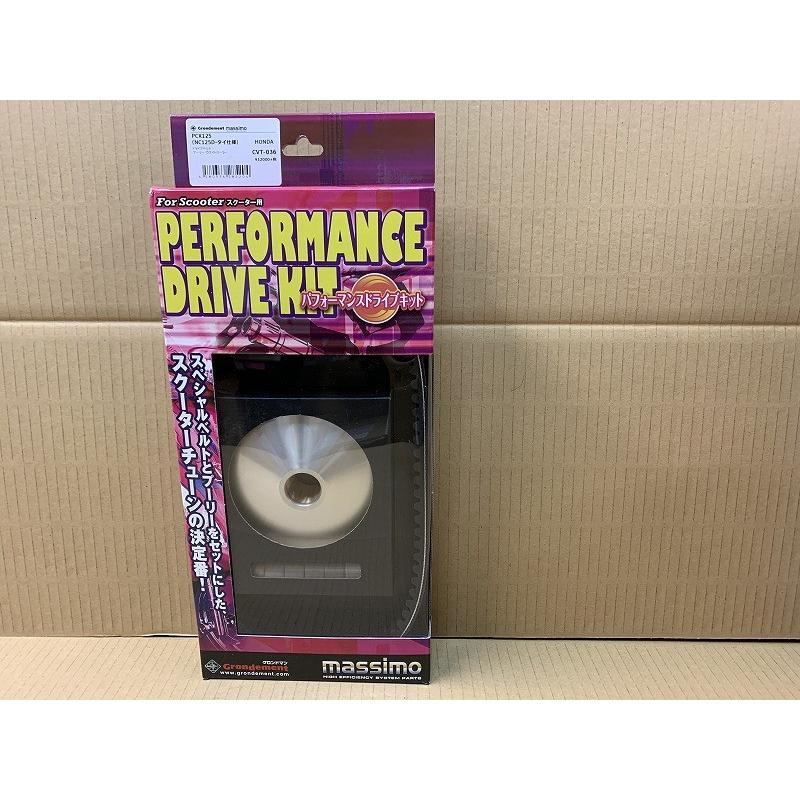 Grondement massimo
PCX125
(NC125D-タイ仕様) HONDA
CVT-036
¥12000+税
For Scooter スクーター用
PERFORMANCE
DRIVE KIT
パフォーマンスドライブキット
スペシャルベルトとプーリーをセットにした、
スクーターチューンの決定番!
グロンドマン
Grondement
www.grondement.com
massimo
HIGH EFFICIENCY SYSTEM PARTS